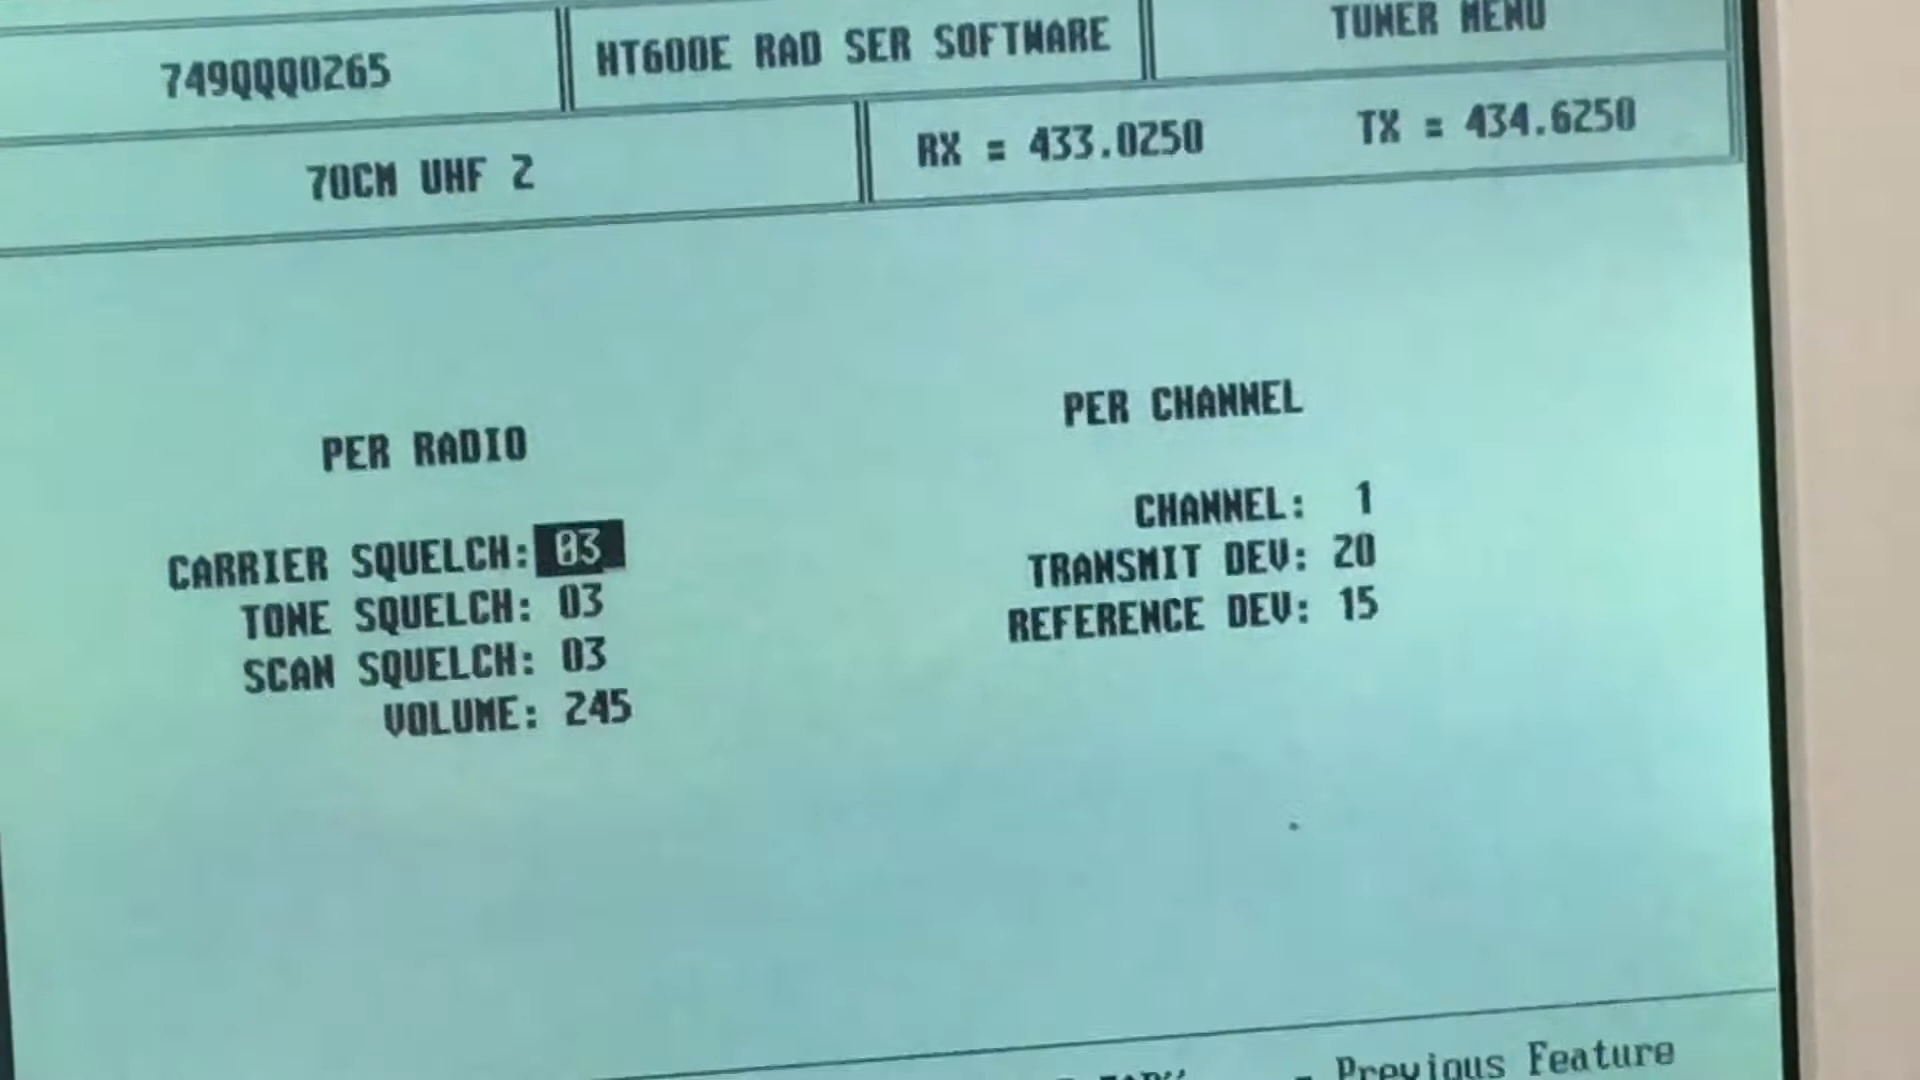 749QQQ0265
HT600E RAD SER SOFTWARE
TUNER MENU
70CM UHF 2
RX = 433.0250
TX = 434.6250
PER RADIO
CARRIER SQUELCH: 03
TONE SQUELCH: 03
SCAN SQUELCH: 03
VOLUME: 245
PER CHANNEL
CHANNEL: 1
TRANSMIT DEV: 20
REFERENCE DEV: 15
- Previous Feature